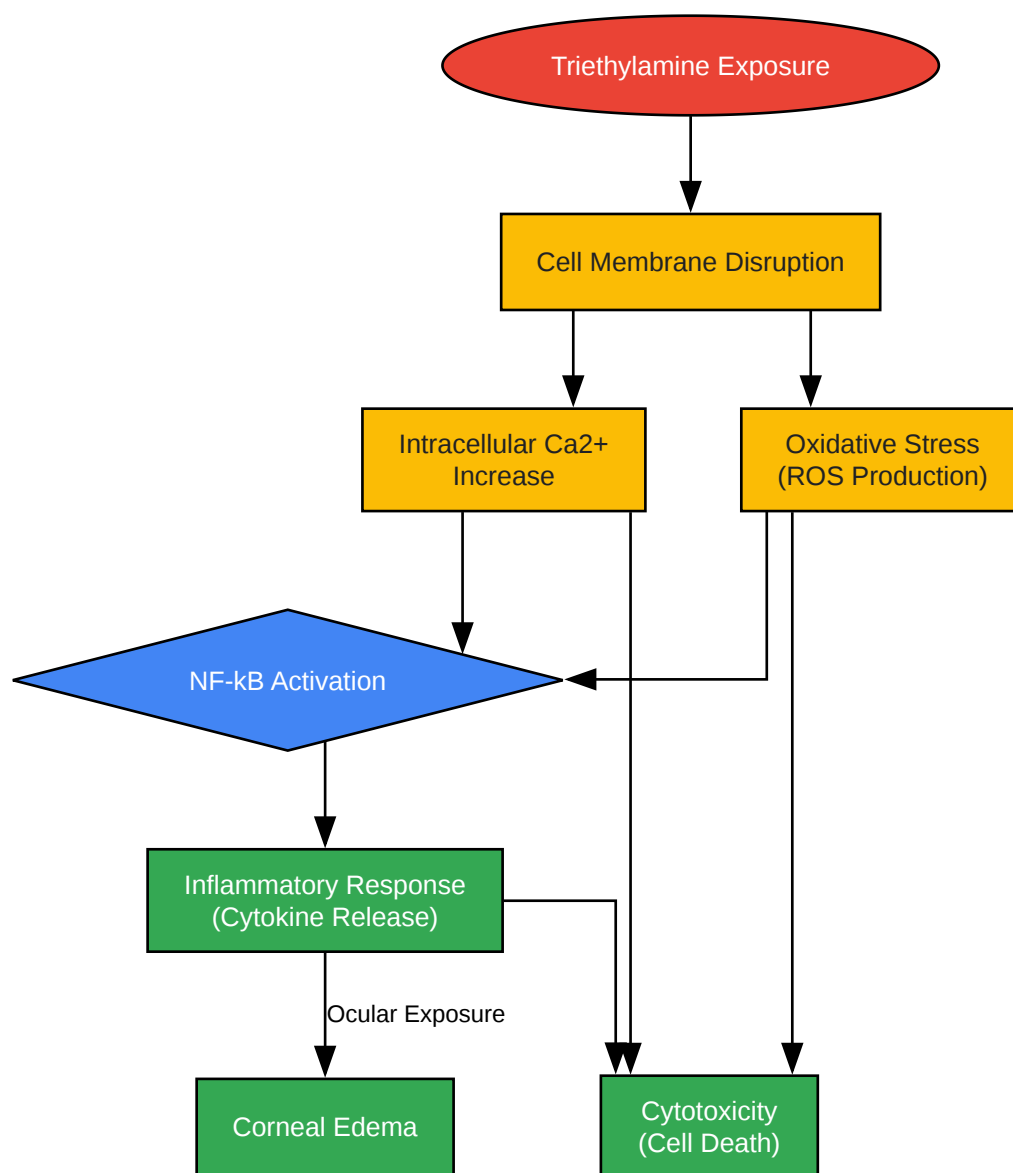 Triethylamine Exposure
Cell Membrane Disruption
Intracellular Ca2+
Increase
Oxidative Stress
(ROS Production)
NF-kB Activation
Inflammatory Response
(Cytokine Release)
Ocular Exposure
Corneal Edema
Cytotoxicity
(Cell Death)